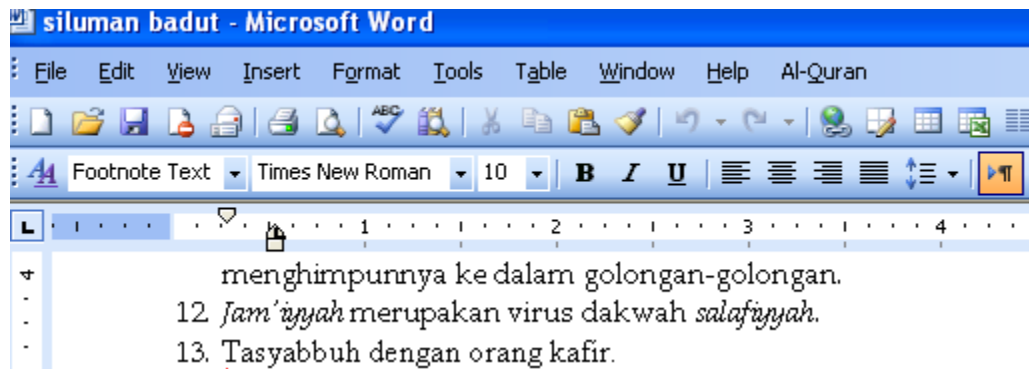 siluman badut - Microsoft Word
File Edit View Insert Format Tools Table Window Help Al-Quran
ABC
Footnote Text Times New Roman 10 B I U
L 1 2 3 4
4
menghimpunnya ke dalam golongan-golongan.
12. Jam'iyyah merupakan virus dakwah salafiyyah.
13. Tasyabbuh dengan orang kafir.